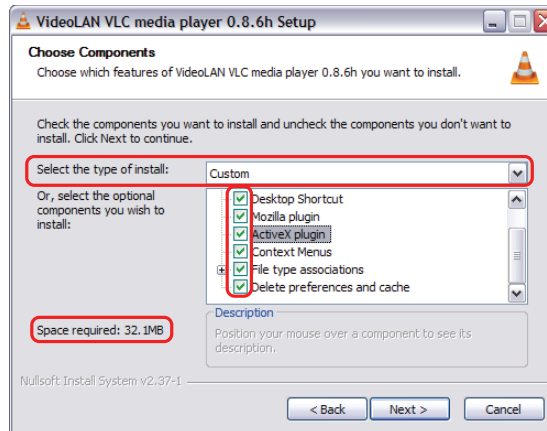 VideoLAN VLC media player 0.8.6h Setup
Choose Components
Choose which features of VideoLAN VLC media player 0.8.6h you want to install.
Check the components you want to install and uncheck the components you don't want to
install. Click Next to continue.
Select the type of install:
Custom
Or, select the optional
components you wish to
install:
Desktop Shortcut
Mozilla plugin
ActiveX plugin
Context Menus
File type associations
Delete preferences and cache
Space required: 32.1MB
Description
Position your mouse over a component to see its
description.
Nullsoft Install System v2.37-1
< Back
Next >
Cancel